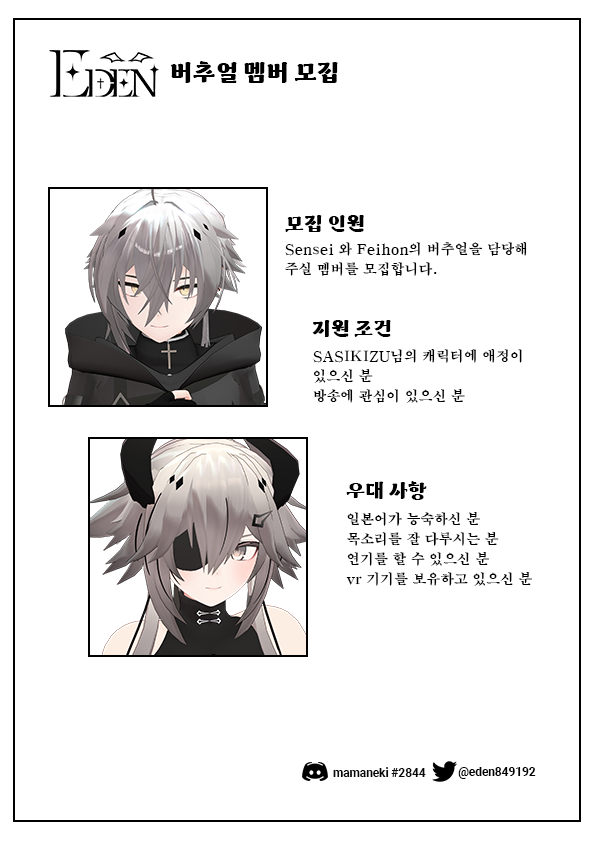 EDEN 버추얼 멤버 모집
모집 인원
Sensei 와 Feihon의 버추얼을 담당해
주실 멤버를 모집합니다.
지원 조건
SASIKIZU님의 캐릭터에 애정이
있으신 분
방송에 관심이 있으신 분
우대 사항
일본어가 능숙하신 분
목소리를 잘 다루시는 분
연기를 할 수 있으신 분
vr 기기를 보유하고 있으신 분
mamaneki #2844 @eden849192